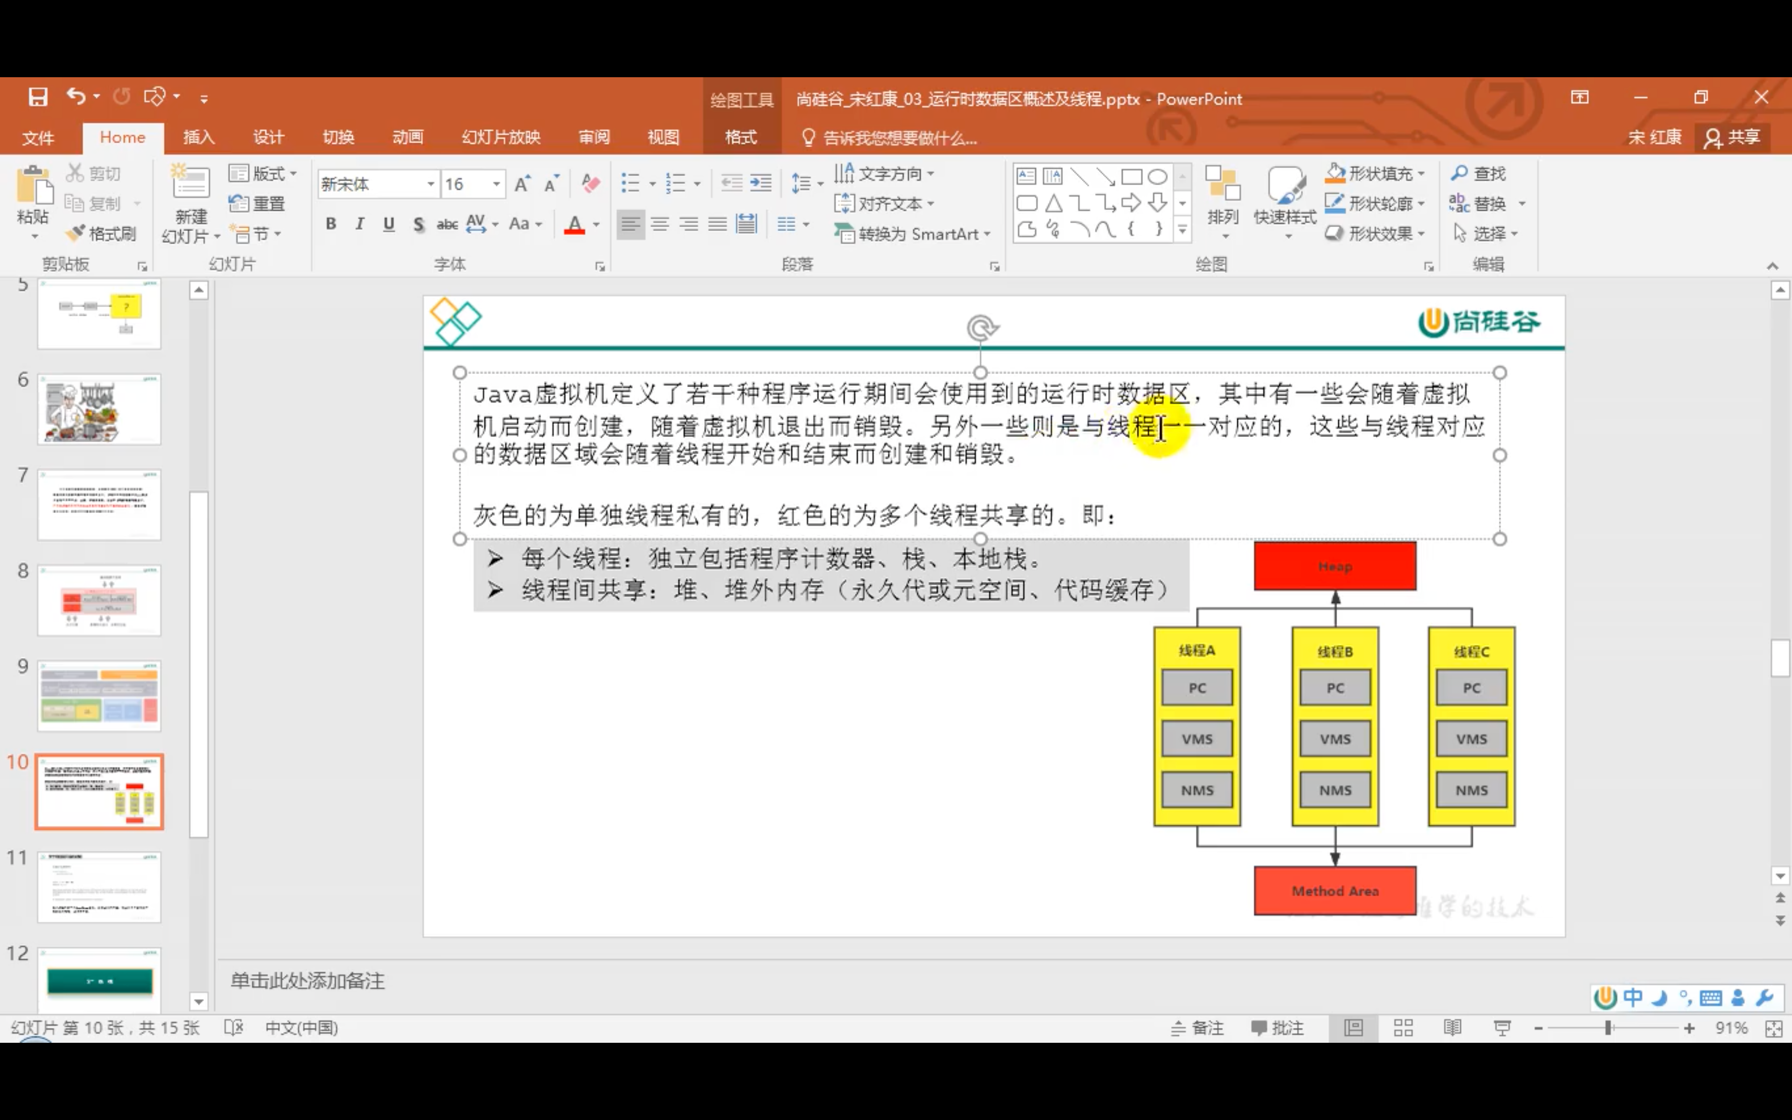 绘图工具
尚硅谷_宋红康_03_运行时数据区概述及线程.pptx - PowerPoint
文件
Home
插入
设计
切换
动画
幻灯片放映
审阅
视图
格式
告诉我您想要做什么...
宋 红康
共享
粘贴
剪切
复制
格式刷
剪贴板
新建
幻灯片
版式
重置
节
幻灯片
新宋体
16
B I U S abc AV Aa A
字体
文字方向
对齐文本
转换为 SmartArt
段落
排列
快速样式
形状填充
形状轮廓
形状效果
绘图
查找
替换
选择
编辑
5
6
7
8
9
10
11
12
尚硅谷
Java虚拟机定义了若干种程序运行期间会使用到的运行时数据区，其中有一些会随着虚拟
机启动而创建，随着虚拟机退出而销毁。另外一些则是与线程一一对应的，这些与线程对应
的数据区域会随着线程开始和结束而创建和销毁。
灰色的为单独线程私有的，红色的为多个线程共享的。即：
➢ 每个线程：独立包括程序计数器、栈、本地栈。
➢ 线程间共享：堆、堆外内存（永久代或元空间、代码缓存）
Heap
线程A
线程B
线程C
PC
PC
PC
VMS
VMS
VMS
NMS
NMS
NMS
Method Area
学的技术
单击此处添加备注
中
幻灯片 第 10 张，共 15 张
中文(中国)
备注
批注
91%